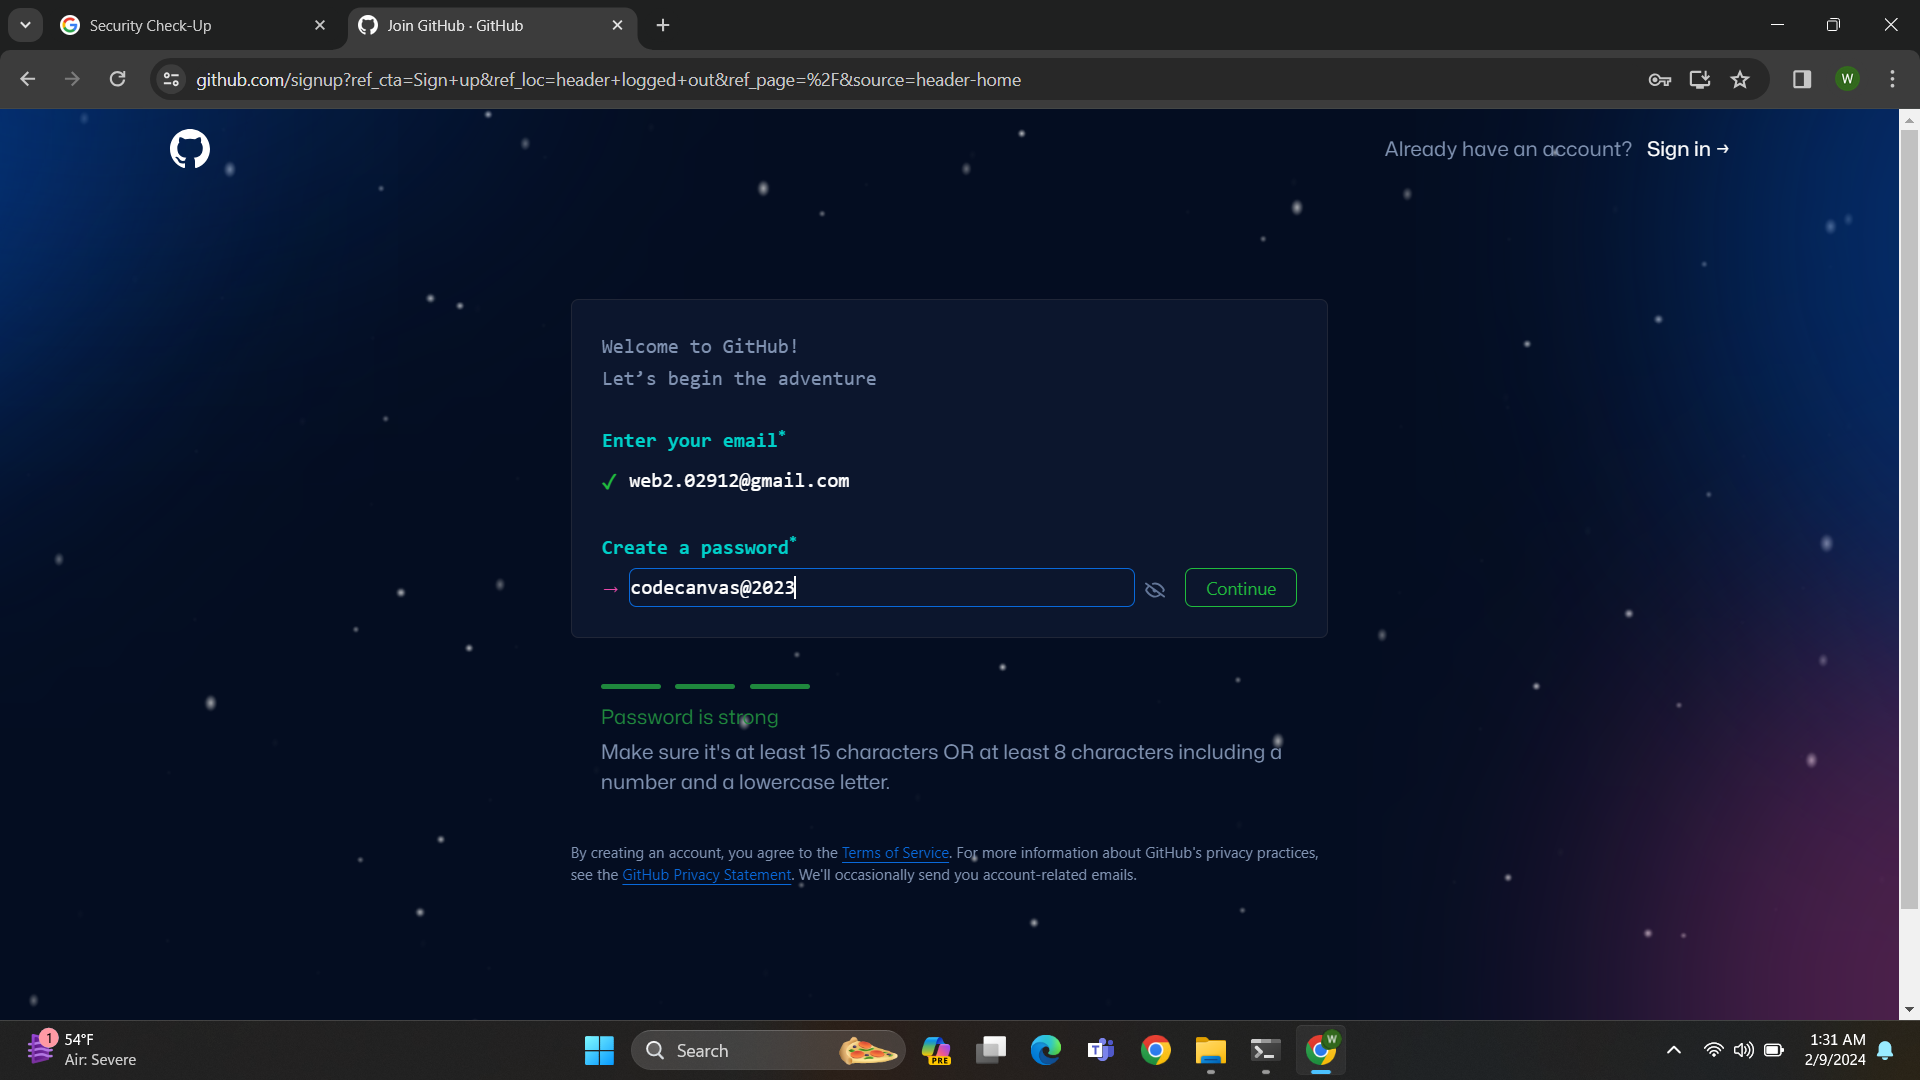 Security Check-Up
Join GitHub · GitHub
github.com/signup?ref_cta=Sign+up&ref_loc=header+logged+out&ref_page=%2F&source=header-home
W
Already have an account? Sign in →
Welcome to GitHub!
Let’s begin the adventure
Enter your email*
✓ web2.02912@gmail.com
Create a password*
→ codecanvas@2023
Continue
Password is strong
Make sure it's at least 15 characters OR at least 8 characters including a
number and a lowercase letter.
By creating an account, you agree to the Terms of Service. For more information about GitHub's privacy practices,
see the GitHub Privacy Statement. We'll occasionally send you account-related emails.
1
54°F
Air: Severe
Search
PRE
W
1:31 AM
2/9/2024